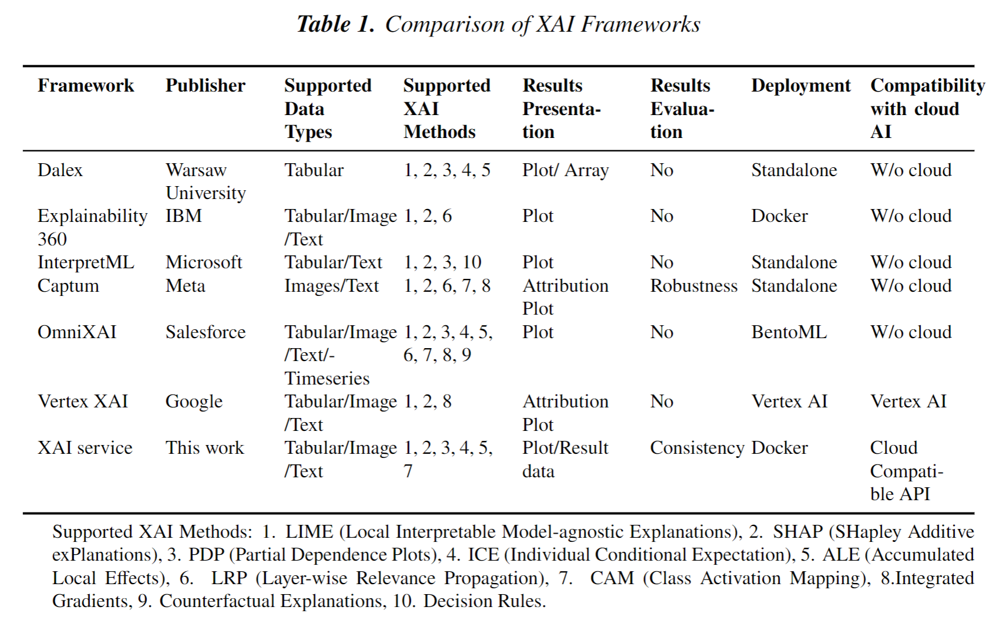 Table 1. Comparison of XAI Frameworks
Framework Publisher Supported Results Results Deployment Compatibility
Supported Data Types
Supported XAI Methods
Results Presenta-
tion
Results Evalua-
tion
with cloud
AI
Dalex Warsaw Tabular 1, 2, 3, 4, 5 Plot/ Array No Standalone W/o cloud
University
Explainability IBM Tabular/Image 1, 2, 6 Plot No Docker W/o cloud
360 /Text
InterpretML Microsoft Tabular/Text 1, 2, 3, 10 Plot No Standalone W/o cloud
Captum Meta Images/Text 1, 2, 6, 7, 8 Attribution Robustness Standalone W/o cloud
Plot
OmniXAI Salesforce Tabular/Image 1, 2, 3, 4, 5, Plot No BentoML W/o cloud
/Text/- 6, 7, 8, 9
Timeseries
Vertex XAI Google Tabular/Image 1, 2, 8 Attribution No Vertex AI Vertex AI
/Text Plot
XAI service This work Tabular/Image 1, 2, 3, 4, 5, Plot/Result Consistency Docker Cloud
/Text 7 data Compati-
ble API
Supported XAI Methods: 1. LIME (Local Interpretable Model-agnostic Explanations), 2. SHAP (SHapley Additive
exPlanations), 3. PDP (Partial Dependence Plots), 4. ICE (Individual Conditional Expectation), 5. ALE (Accumulated
Local Effects), 6. LRP (Layer-wise Relevance Propagation), 7. CAM (Class Activation Mapping), 8.Integrated
Gradients, 9. Counterfactual Explanations, 10. Decision Rules.